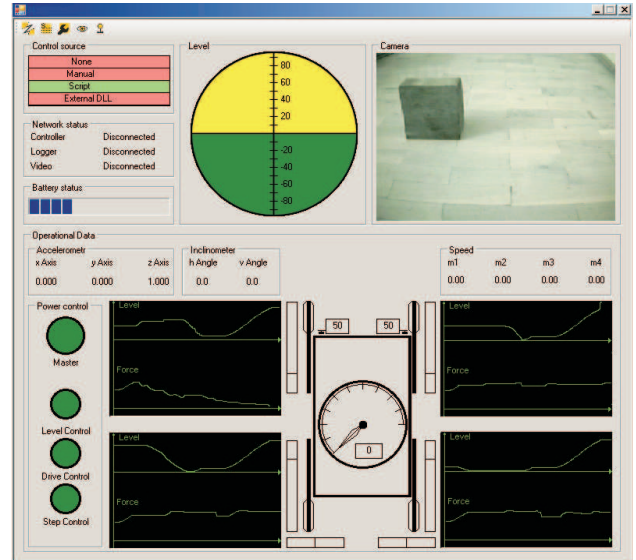 Control source
None
Manual
Script
External DLL
Network status
Controller Disconnected
Logger Disconnected
Video Disconnected
Battery status
Level
80
60
40
20
-20
-40
-60
-80
Camera
Operational Data
Accelerometr
x Axis y Axis z Axis
0.000 0.000 1.000
Inclinometer
h Angle v Angle
0.0 0.0
Speed
m1 m2 m3 m4
0.00 0.00 0.00 0.00
Power control
Master
Level Control
Drive Control
Step Control
Level
Force
Level
Force
50 50
0
Level
Force
Level
Force